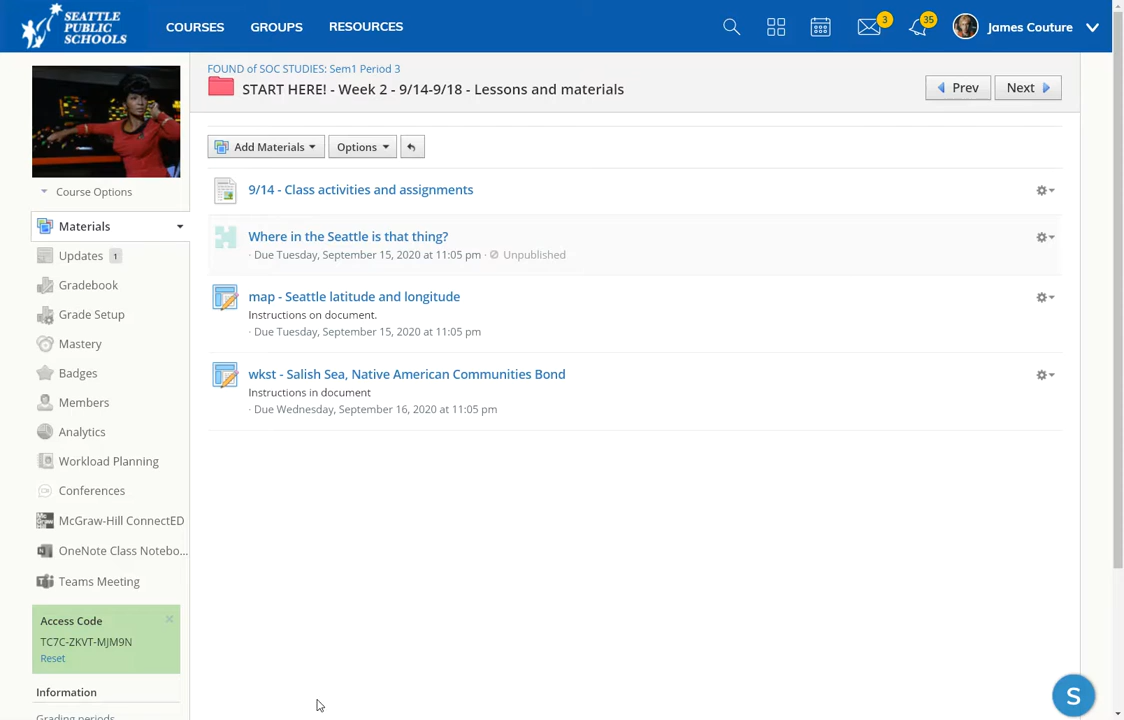 SEATTLE
PUBLIC
SCHOOLS
COURSES GROUPS RESOURCES
3
35
James Couture
FOUND of SOC STUDIES: Sem1 Period 3
START HERE! - Week 2 - 9/14-9/18 - Lessons and materials
Prev Next
Add Materials Options
9/14 - Class activities and assignments
Where in the Seattle is that thing?
· Due Tuesday, September 15, 2020 at 11:05 pm · Unpublished
map - Seattle latitude and longitude
Instructions on document.
· Due Tuesday, September 15, 2020 at 11:05 pm
wkst - Salish Sea, Native American Communities Bond
Instructions in document
· Due Wednesday, September 16, 2020 at 11:05 pm
Course Options
Materials
Updates 1
Gradebook
Grade Setup
Mastery
Badges
Members
Analytics
Workload Planning
Conferences
McGraw-Hill ConnectED
OneNote Class Notebo...
Teams Meeting
Access Code
TC7C-ZKVT-MJM9N
Reset
Information
Grading periods
S